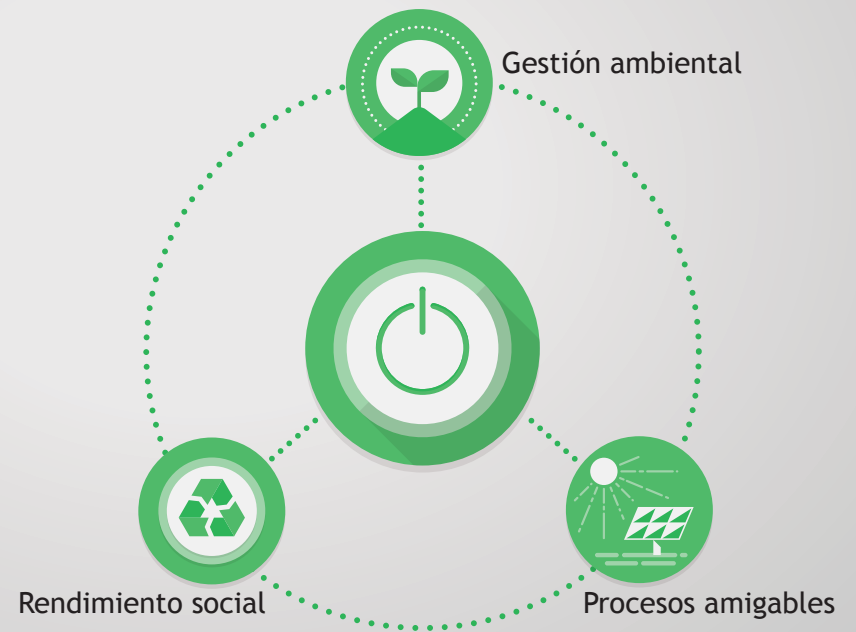 Gestión ambiental
Rendimiento social
Procesos amigables